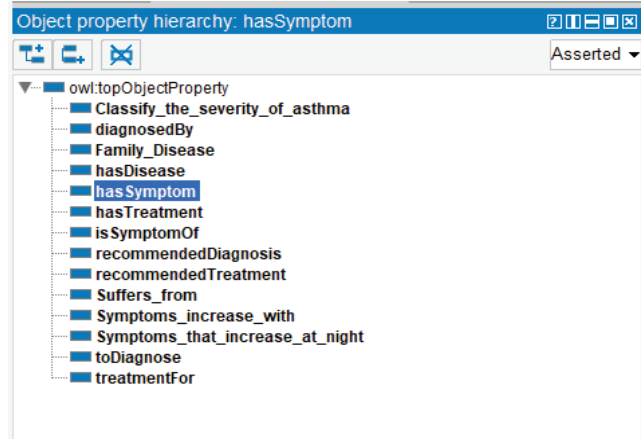 Object property hierarchy: hasSymptom
Asserted
owl:topObjectProperty
Classify_the_severity_of_asthma
diagnosedBy
Family_Disease
hasDisease
hasSymptom
hasTreatment
isSymptomOf
recommendedDiagnosis
recommendedTreatment
Suffers_from
Symptoms_increase_with
Symptoms_that_increase_at_night
toDiagnose
treatmentFor